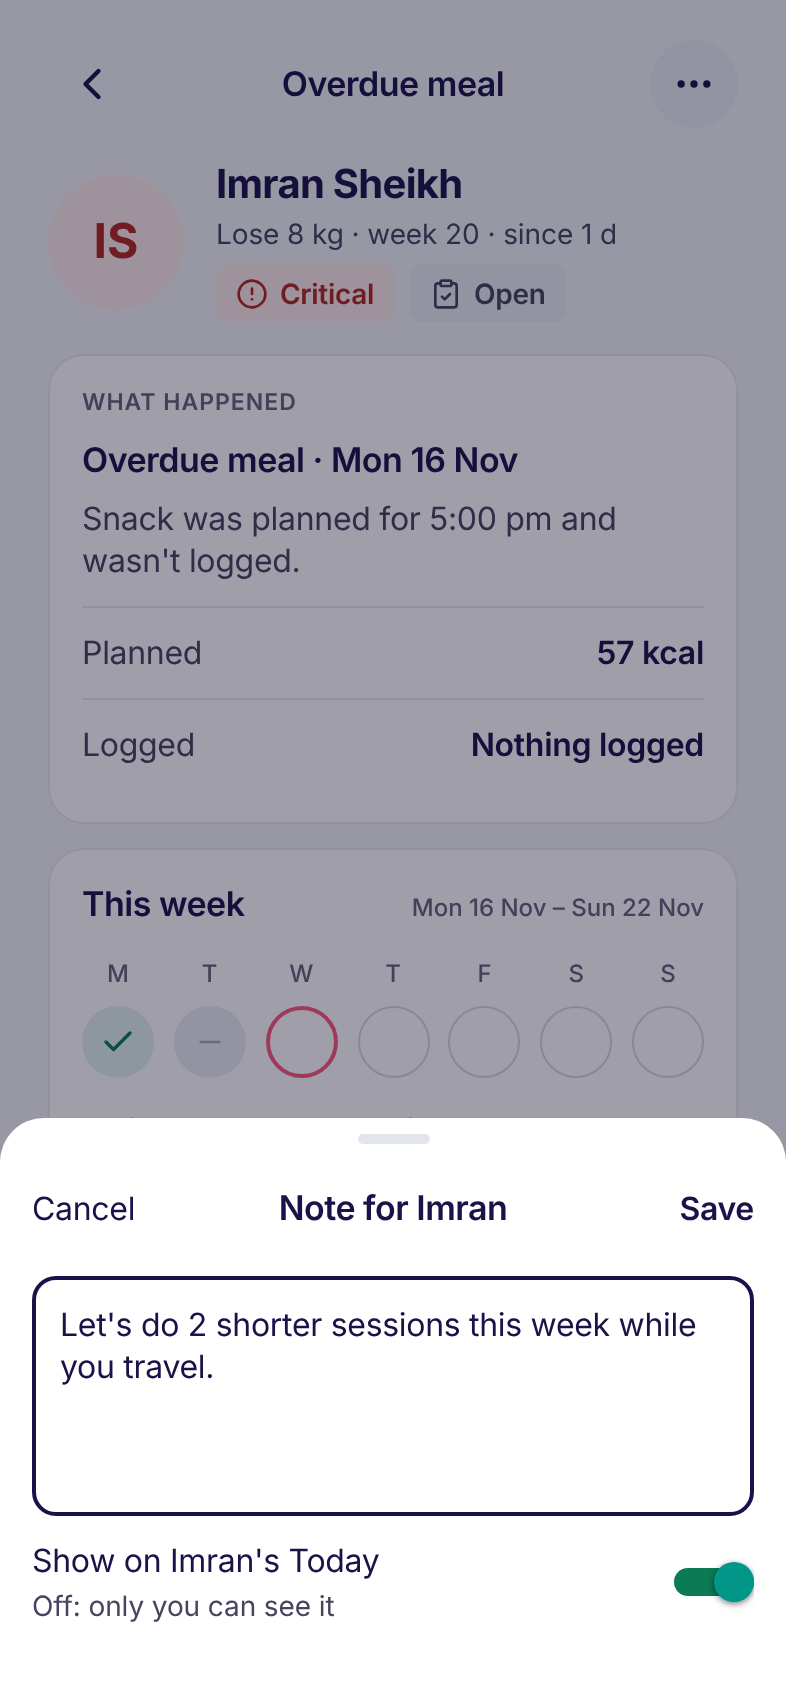 Overdue meal
IS
Imran Sheikh
Lose 8 kg · week 20 · since 1 d
Critical
Open
WHAT HAPPENED
Overdue meal · Mon 16 Nov
Snack was planned for 5:00 pm and
wasn't logged.
Planned 57 kcal
Logged Nothing logged
This week Mon 16 Nov – Sun 22 Nov
M T W T F S S
Cancel Note for Imran Save
Let's do 2 shorter sessions this week while
you travel.
Show on Imran's Today
Off: only you can see it